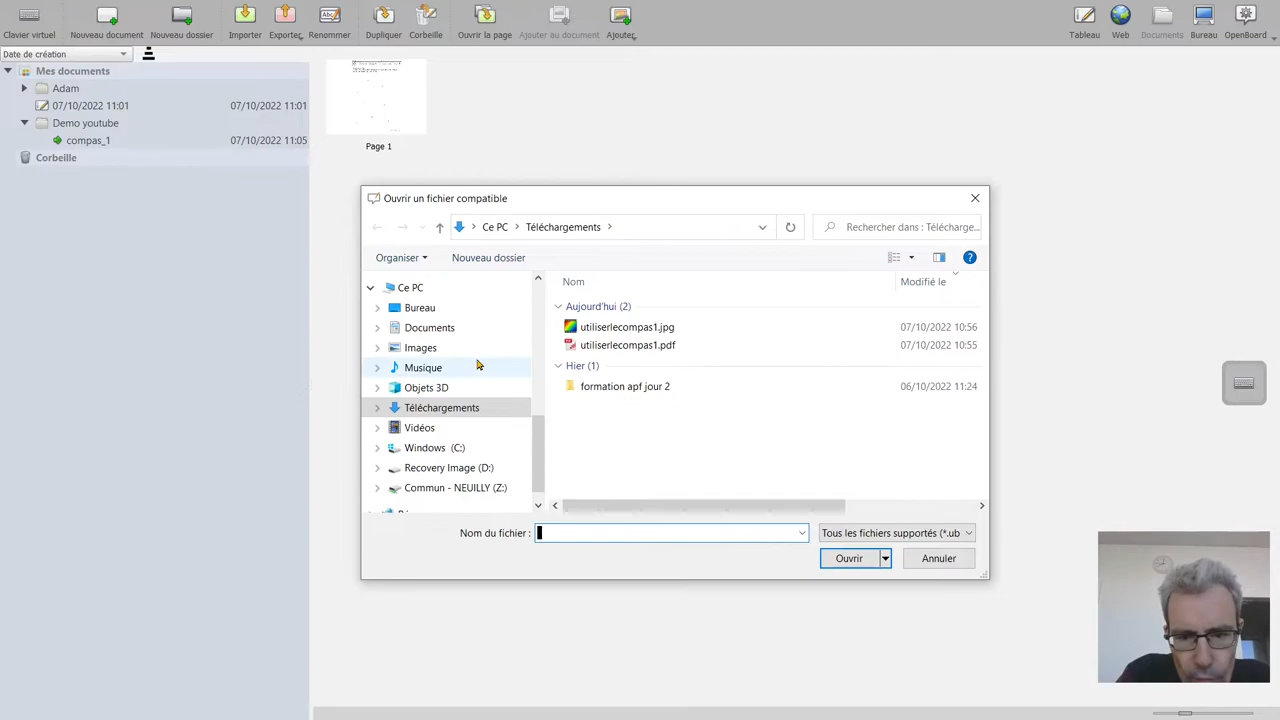 Clavier virtuel
Nouveau document
Nouveau dossier
Importer
Exporter
Renommer
Dupliquer
Corbeille
Ouvrir la page
Ajouter au document
Ajouter
Tableau
Web
Documents
Bureau
OpenBoard
Date de création
Mes documents
Adam
07/10/2022 11:01 07/10/2022 11:01
Demo youtube
compas_1 07/10/2022 11:05
Corbeille
Page 1
Ouvrir un fichier compatible
Ce PC > Téléchargements >
Rechercher dans : Télécharge...
Organiser
Nouveau dossier
Ce PC
Bureau
Documents
Images
Musique
Objets 3D
Téléchargements
Vidéos
Windows (C:)
Recovery Image (D:)
Commun - NEUILLY (Z:)
Nom Modifié le
Aujourd'hui (2)
utiliserlecompas1.jpg 07/10/2022 10:56
utiliserlecompas1.pdf 07/10/2022 10:55
Hier (1)
formation apf jour 2 06/10/2022 11:24
Nom du fichier :
Tous les fichiers supportés (*.ub
Ouvrir
Annuler